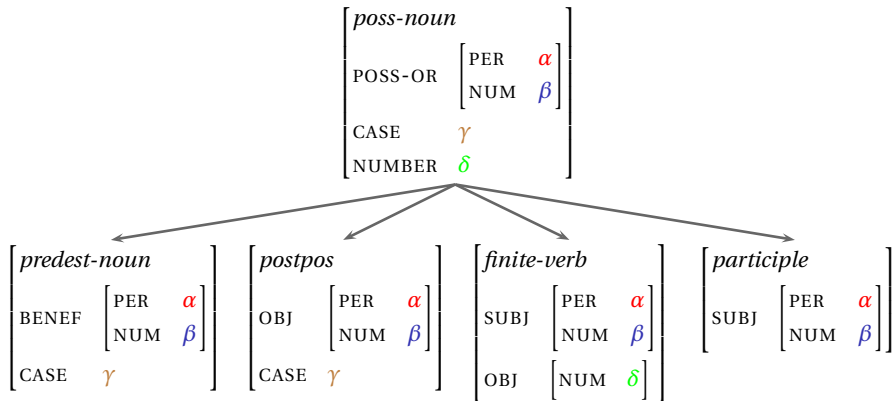 poss-noun
POSS-OR PER α
NUM β
CASE γ
NUMBER δ
predest-noun postpos finite-verb participle
BENEF PER α OBJ PER α SUBJ PER α SUBJ PER α
NUM β NUM β NUM β NUM β
CASE γ CASE γ OBJ NUM δ